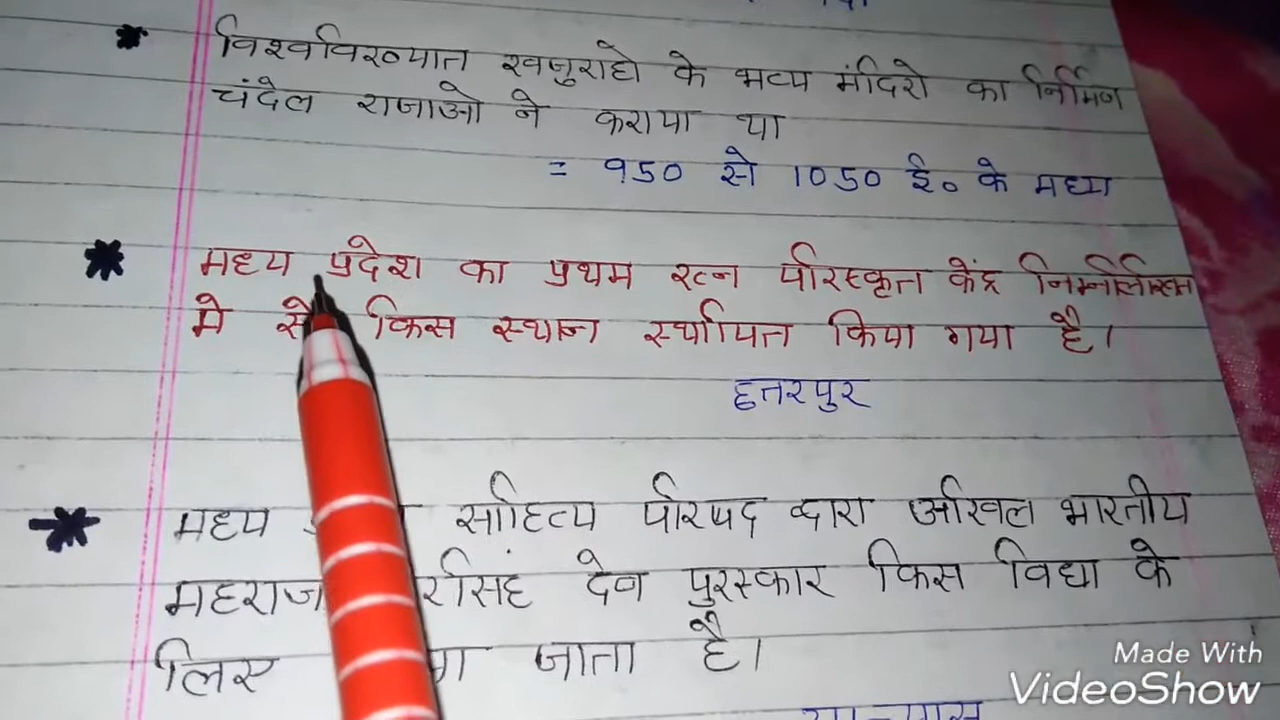 * विश्वविख्यात खजुराहो के भव्य मंदिरो का निर्मिण
चंदेल राजाओ ने कराया था
= 950 से 1050 ई० के मध्य
* मध्य प्रदेश का प्रथम रत्न परिस्कृत केंद्र निम्नलिखित
मे से किस स्थान स्थापित किया गया है।
छतरपुर
* मध्य साहित्य परिषद द्वारा अखिल भारतीय
देव पुरस्कार किस विधा के
लिए जाता है।
Made With
VideoShow